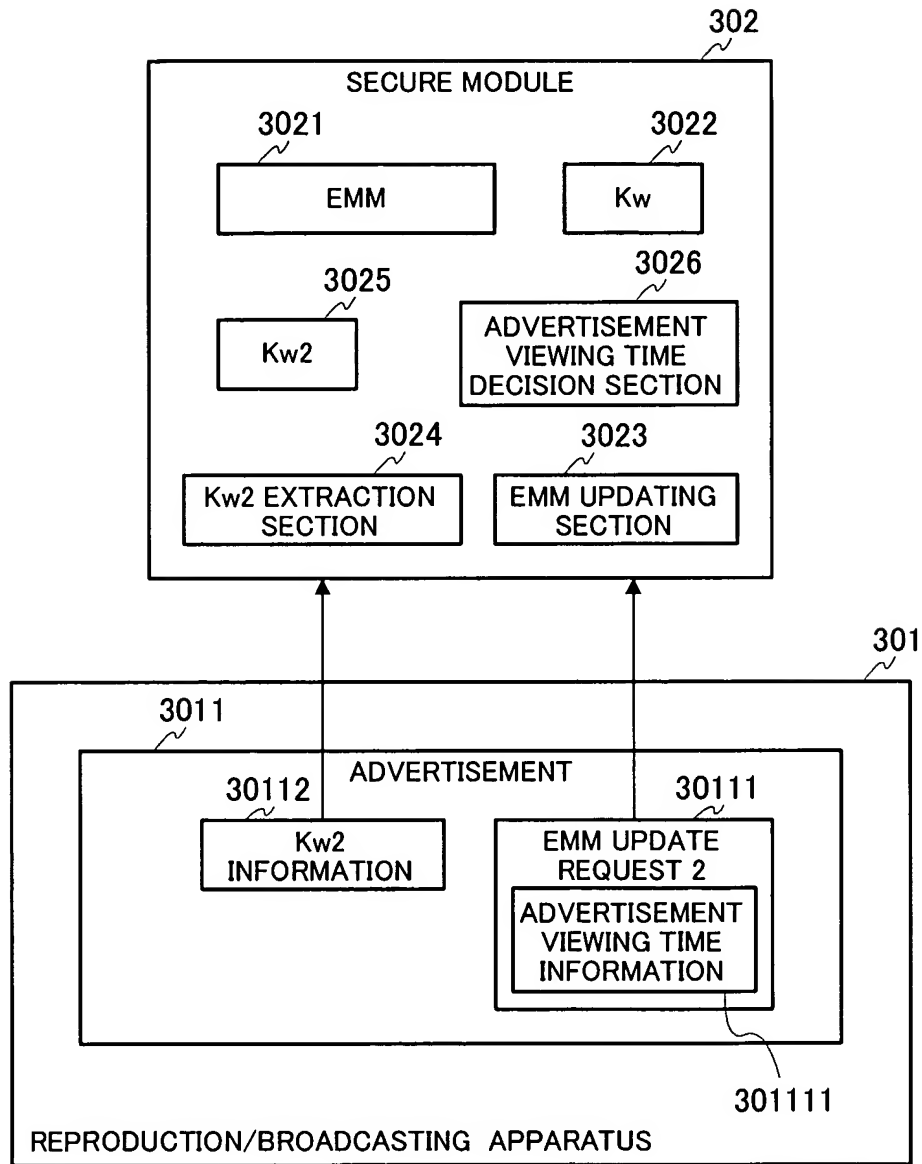 302
SECURE MODULE
3021
3022
EMM
Kw
3025
3026
Kw2
ADVERTISEMENT
VIEWING TIME
DECISION SECTION
3024
3023
Kw2 EXTRACTION
SECTION
EMM UPDATING
SECTION
301
3011
ADVERTISEMENT
30112
30111
Kw2
INFORMATION
EMM UPDATE
REQUEST 2
ADVERTISEMENT
VIEWING TIME
INFORMATION
301111
REPRODUCTION/BROADCASTING APPARATUS